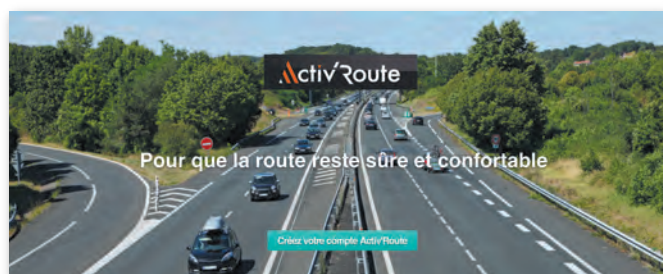 Activ'Route
Pour que la route reste sûre et confortable
Créez votre compte Activ'Route